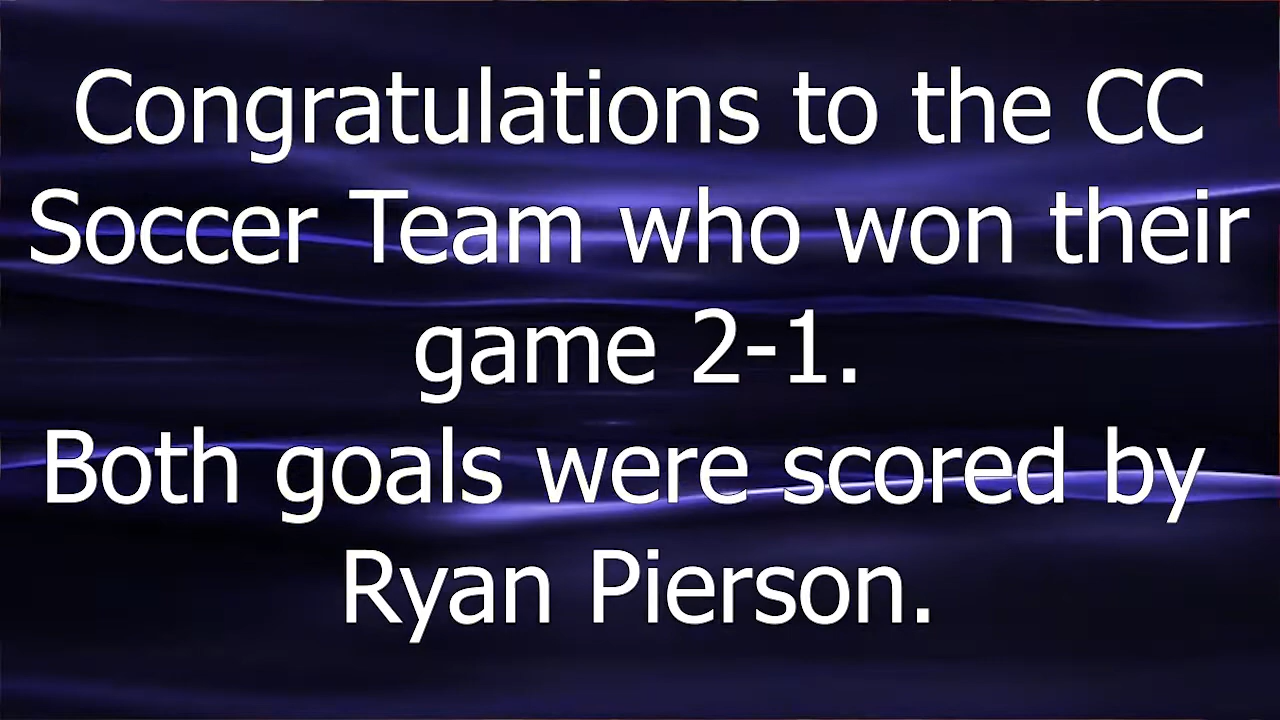 Congratulations to the CC
Soccer Team who won their
game 2-1.
Both goals were scored by
Ryan Pierson.